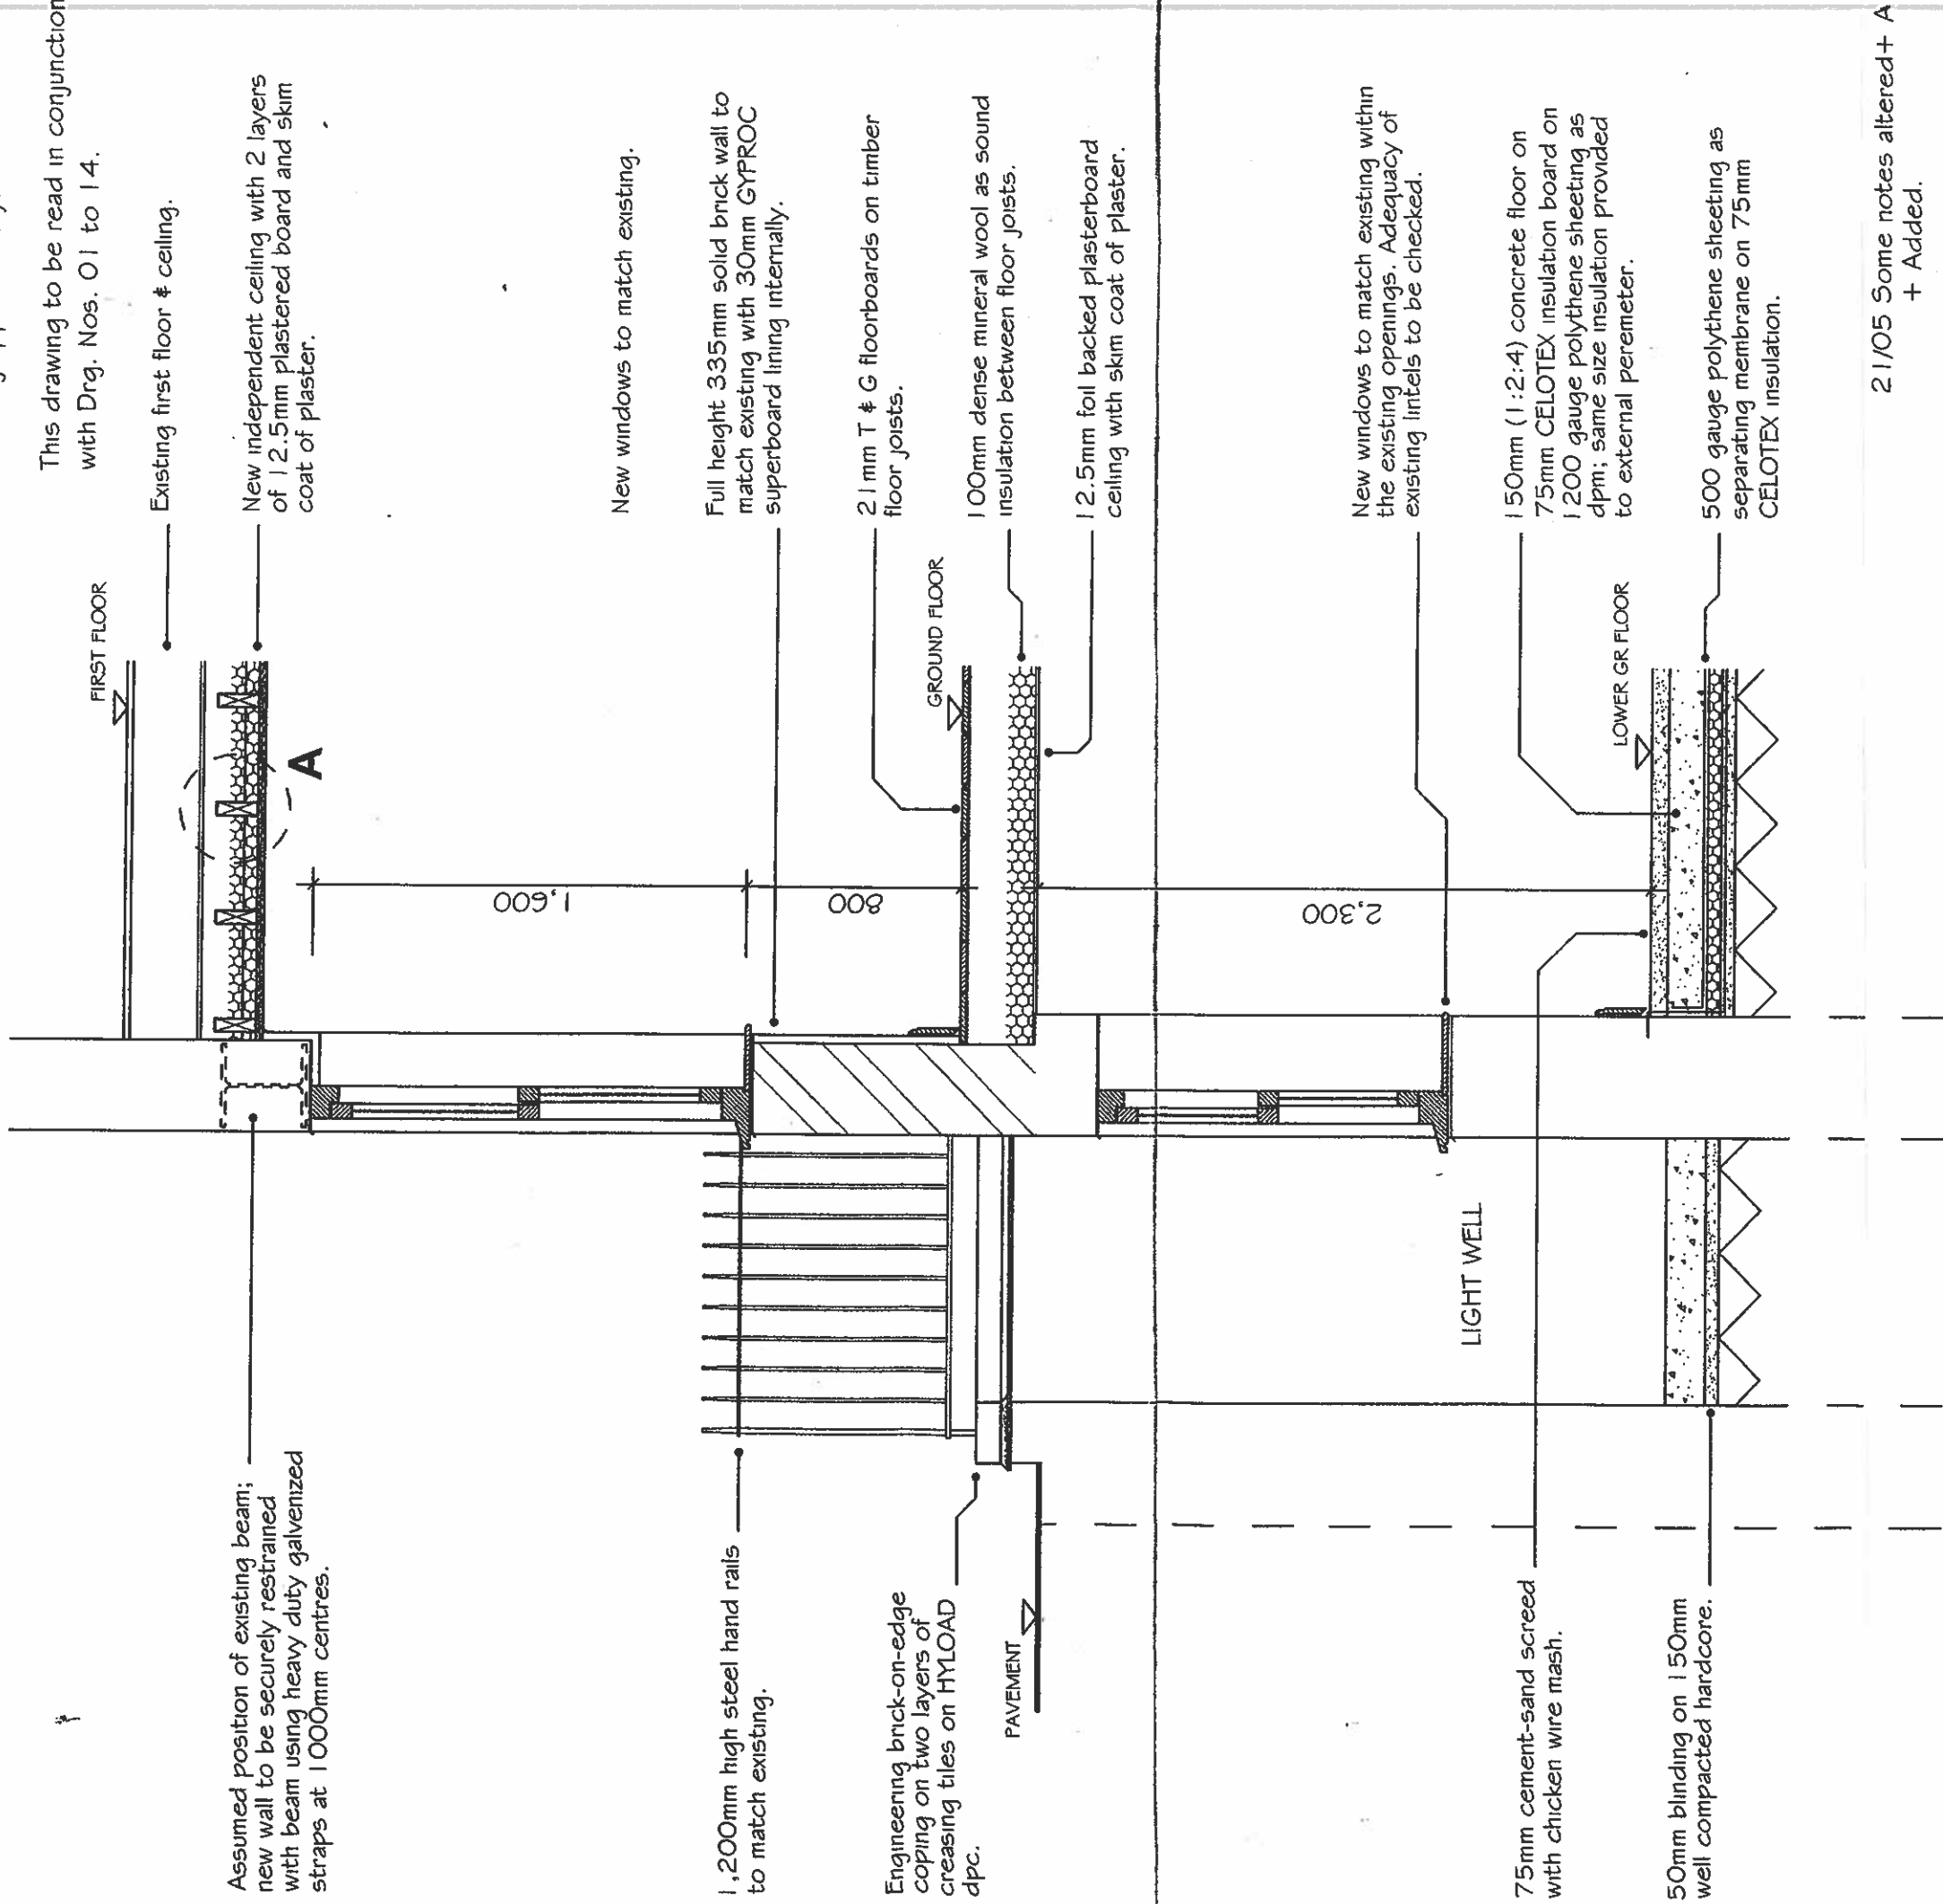 This drawing to be read in conjunction
with Drg. Nos. 01 to 14.
FIRST FLOOR
Existing first floor & ceiling.
New independent ceiling with 2 layers
of 12.5mm plastered board and skim
coat of plaster.
A
Assumed position of existing beam;
new wall to be securely restrained
with beam using heavy duty galvenized
straps at 1000mm centres.
1,600
New windows to match existing.
Full height 335mm solid brick wall to
match existing with 30mm GYPROC
superboard lining internally.
1,200mm high steel hand rails
to match existing.
800
21mm T & G floorboards on timber
floor joists.
GROUND FLOOR
100mm dense mineral wool as sound
insulation between floor joists.
12.5mm foil backed plasterboard
ceiling with skim coat of plaster.
Engineering brick-on-edge
coping on two layers of
creasing tiles on HYLOAD
dpc.
PAVEMENT
2,300
New windows to match existing within
the existing openings. Adequacy of
existing lintels to be checked.
LIGHT WELL
150mm (1:2:4) concrete floor on
75mm CELOTEX insulation board on
1200 gauge polythene sheeting as
dpm; same size insulation provided
to external peremeter.
LOWER GR FLOOR
75mm cement-sand screed
with chicken wire mash.
500 gauge polythene sheeting as
separating membrane on 75mm
CELOTEX insulation.
50mm blinding on 150mm
well compacted hardcore.
21/05 Some notes altered+ A
+ Added.